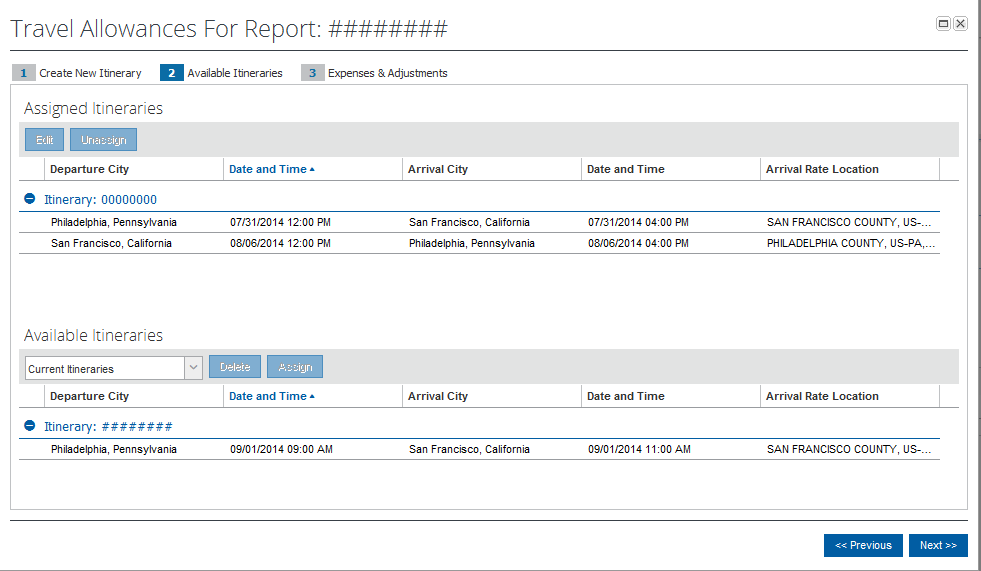 Travel Allowances For Report: ########
1 Create New Itinerary 2 Available Itineraries 3 Expenses & Adjustments
Assigned Itineraries
Edit Unassign
Departure City Date and Time Arrival City Date and Time Arrival Rate Location
Itinerary: 00000000
Philadelphia, Pennsylvania 07/31/2014 12:00 PM San Francisco, California 07/31/2014 04:00 PM SAN FRANCISCO COUNTY, US-...
San Francisco, California 08/06/2014 12:00 PM Philadelphia, Pennsylvania 08/06/2014 04:00 PM PHILADELPHIA COUNTY, US-PA,...
Available Itineraries
Current Itineraries Delete Assign
Departure City Date and Time Arrival City Date and Time Arrival Rate Location
Itinerary: ########
Philadelphia, Pennsylvania 09/01/2014 09:00 AM San Francisco, California 09/01/2014 11:00 AM SAN FRANCISCO COUNTY, US-...
<< Previous Next >>